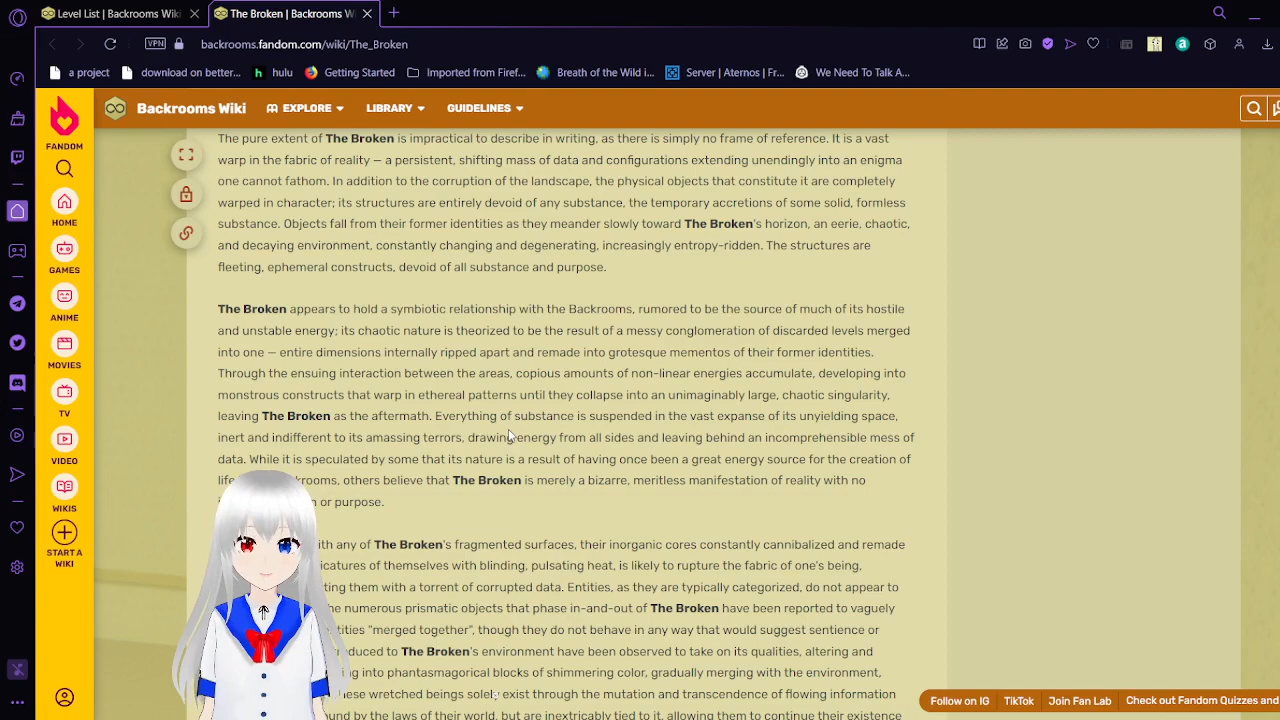 Level List | Backrooms Wiki
The Broken | Backrooms Wi
VPN
backrooms.fandom.com/wiki/The_Broken
a project
download on better...
hulu
Getting Started
Imported from Firef...
Breath of the Wild i...
Server | Aternos | Fr...
We Need To Talk A...
FANDOM
HOME
GAMES
ANIME
MOVIES
TV
VIDEO
WIKIS
START A
WIKI
Backrooms Wiki
EXPLORE
LIBRARY
GUIDELINES
The pure extent of The Broken is impractical to describe in writing, as there is simply no frame of reference. It is a vast
warp in the fabric of reality — a persistent, shifting mass of data and configurations extending unendingly into an enigma
one cannot fathom. In addition to the corruption of the landscape, the physical objects that constitute it are completely
warped in character; its structures are entirely devoid of any substance, the temporary accretions of some solid, formless
substance. Objects fall from their former identities as they meander slowly toward The Broken's horizon, an eerie, chaotic,
and decaying environment, constantly changing and degenerating, increasingly entropy-ridden. The structures are
fleeting, ephemeral constructs, devoid of all substance and purpose.
The Broken appears to hold a symbiotic relationship with the Backrooms, rumored to be the source of much of its hostile
and unstable energy; its chaotic nature is theorized to be the result of a messy conglomeration of discarded levels merged
into one — entire dimensions internally ripped apart and remade into grotesque mementos of their former identities.
Through the ensuing interaction between the areas, copious amounts of non-linear energies accumulate, developing into
monstrous constructs that warp in ethereal patterns until they collapse into an unimaginably large, chaotic singularity,
leaving The Broken as the aftermath. Everything of substance is suspended in the vast expanse of its unyielding space,
inert and indifferent to its amassing terrors, drawing energy from all sides and leaving behind an incomprehensible mess of
data. While it is speculated by some that its nature is a result of having once been a great energy source for the creation of
life krooms, others believe that The Broken is merely a bizarre, meritless manifestation of reality with no
n or purpose.
ith any of The Broken's fragmented surfaces, their inorganic cores constantly cannibalized and remade
icatures of themselves with blinding, pulsating heat, is likely to rupture the fabric of one's being,
ting them with a torrent of corrupted data. Entities, as they are typically categorized, do not appear to
he numerous prismatic objects that phase in-and-out of The Broken have been reported to vaguely
tities "merged together", though they do not behave in any way that would suggest sentience or
duced to The Broken's environment have been observed to take on its qualities, altering and
ing into phantasmagorical blocks of shimmering color, gradually merging with the environment,
hese wretched beings solely exist through the mutation and transcendence of flowing information
und by the laws of their world, but are inextricably tied to it, allowing them to continue their existence
Follow on IG
TikTok
Join Fan Lab
Check out Fandom Quizzes and